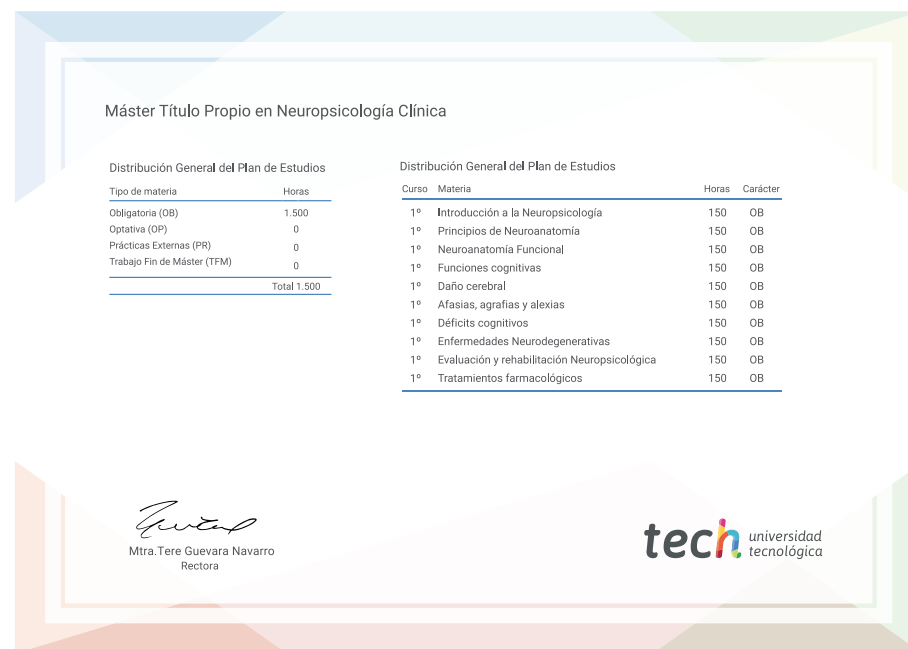 Máster Título Propio en Neuropsicología Clínica
Distribución General del Plan de Estudios
Tipo de materia Horas
Obligatoria (OB) 1.500
Optativa (OP) 0
Prácticas Externas (PR) 0
Trabajo Fin de Máster (TFM) 0
Total 1.500
Distribución General del Plan de Estudios
Curso Materia Horas Carácter
1º Introducción a la Neuropsicología 150 OB
1º Principios de Neuroanatomía 150 OB
1º Neuroanatomía Funcional 150 OB
1º Funciones cognitivas 150 OB
1º Daño cerebral 150 OB
1º Afasias, agrafias y alexias 150 OB
1º Déficits cognitivos 150 OB
1º Enfermedades Neurodegenerativas 150 OB
1º Evaluación y rehabilitación Neuropsicológica 150 OB
1º Tratamientos farmacológicos 150 OB
Mtra.Tere Guevara Navarro
Rectora
tech universidad
tecnológica